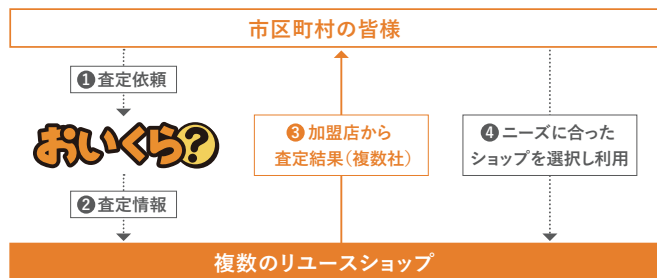 市区町村の皆様
❶査定依頼
おいくら?
❷査定情報
❸加盟店から
査定結果(複数社)
❹ニーズに合った
ショップを選択し利用
複数のリユースショップ